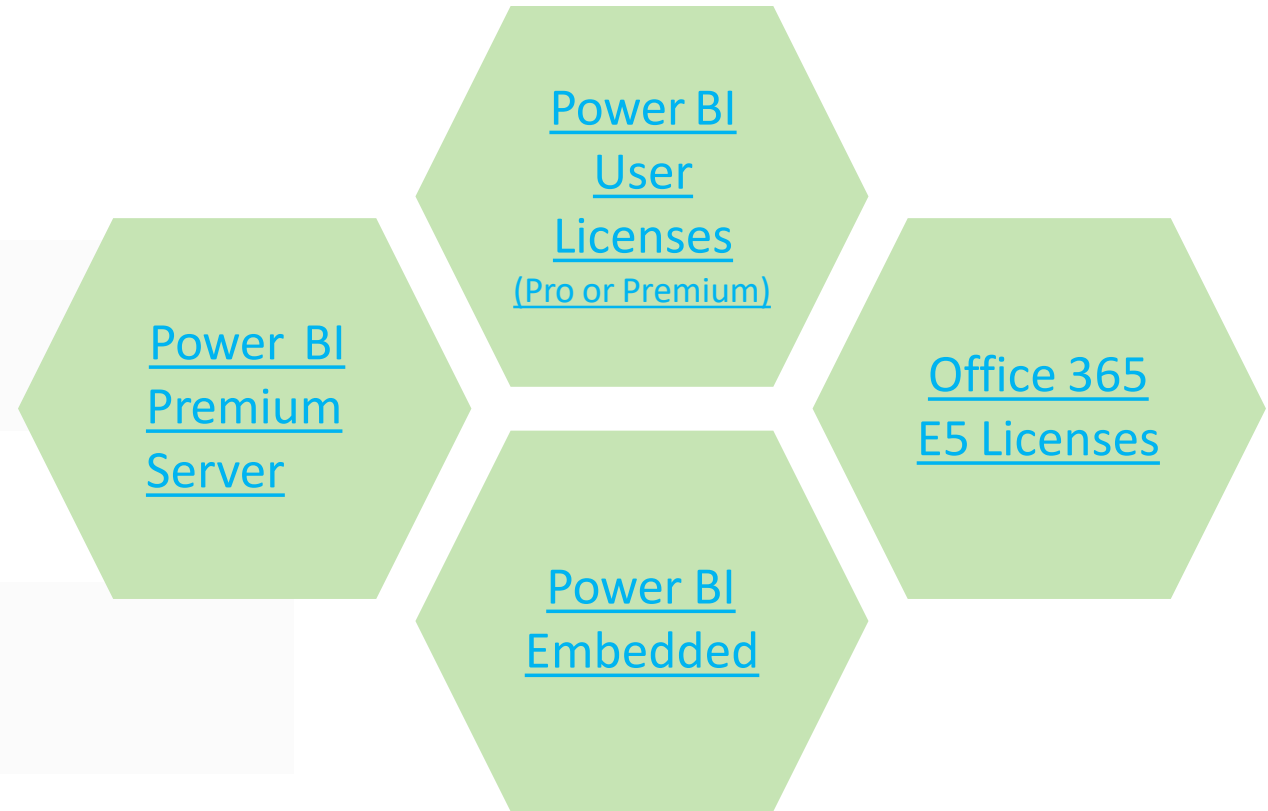 Power BI
User
Licenses
(Pro or Premium)
Power BI
Premium
Server
Office 365
E5 Licenses
Power BI
Embedded